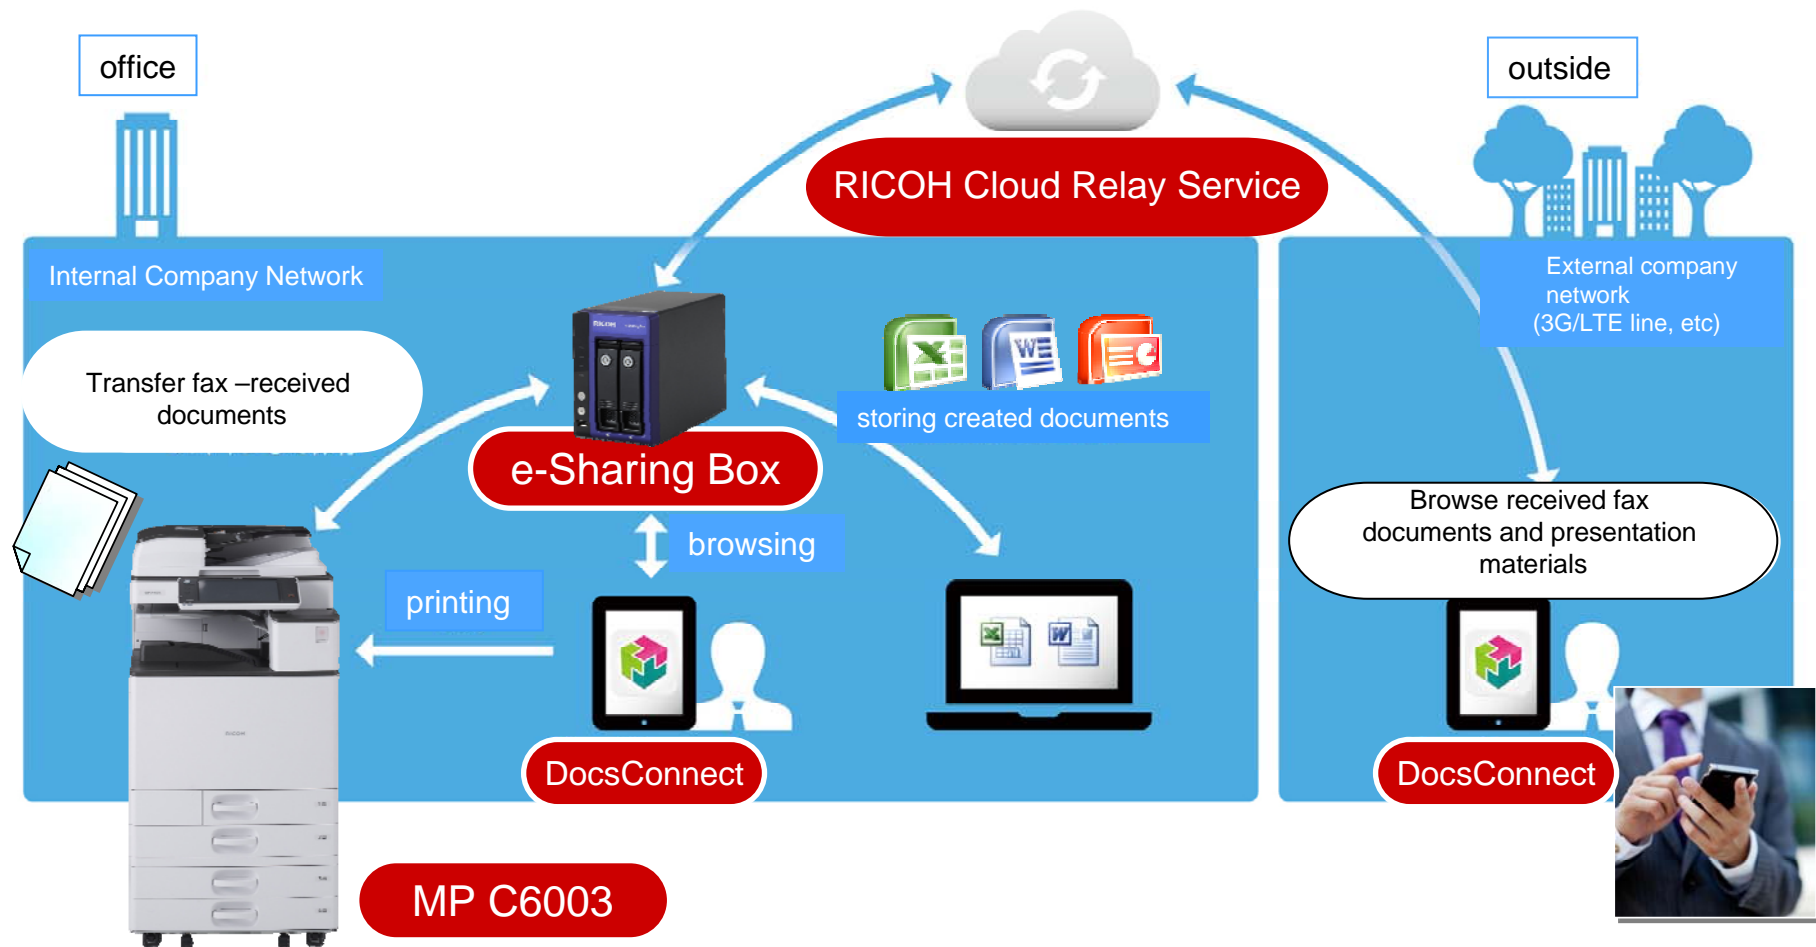 office
outside
RICOH Cloud Relay Service
Internal Company Network
External company
network
(3G/LTE line, etc)
RICOH
Transfer fax –received
documents
storing created documents
e-Sharing Box
browsing
printing
Browse received fax
documents and presentation
materials
RICOH
DocsConnect
DocsConnect
MP C6003